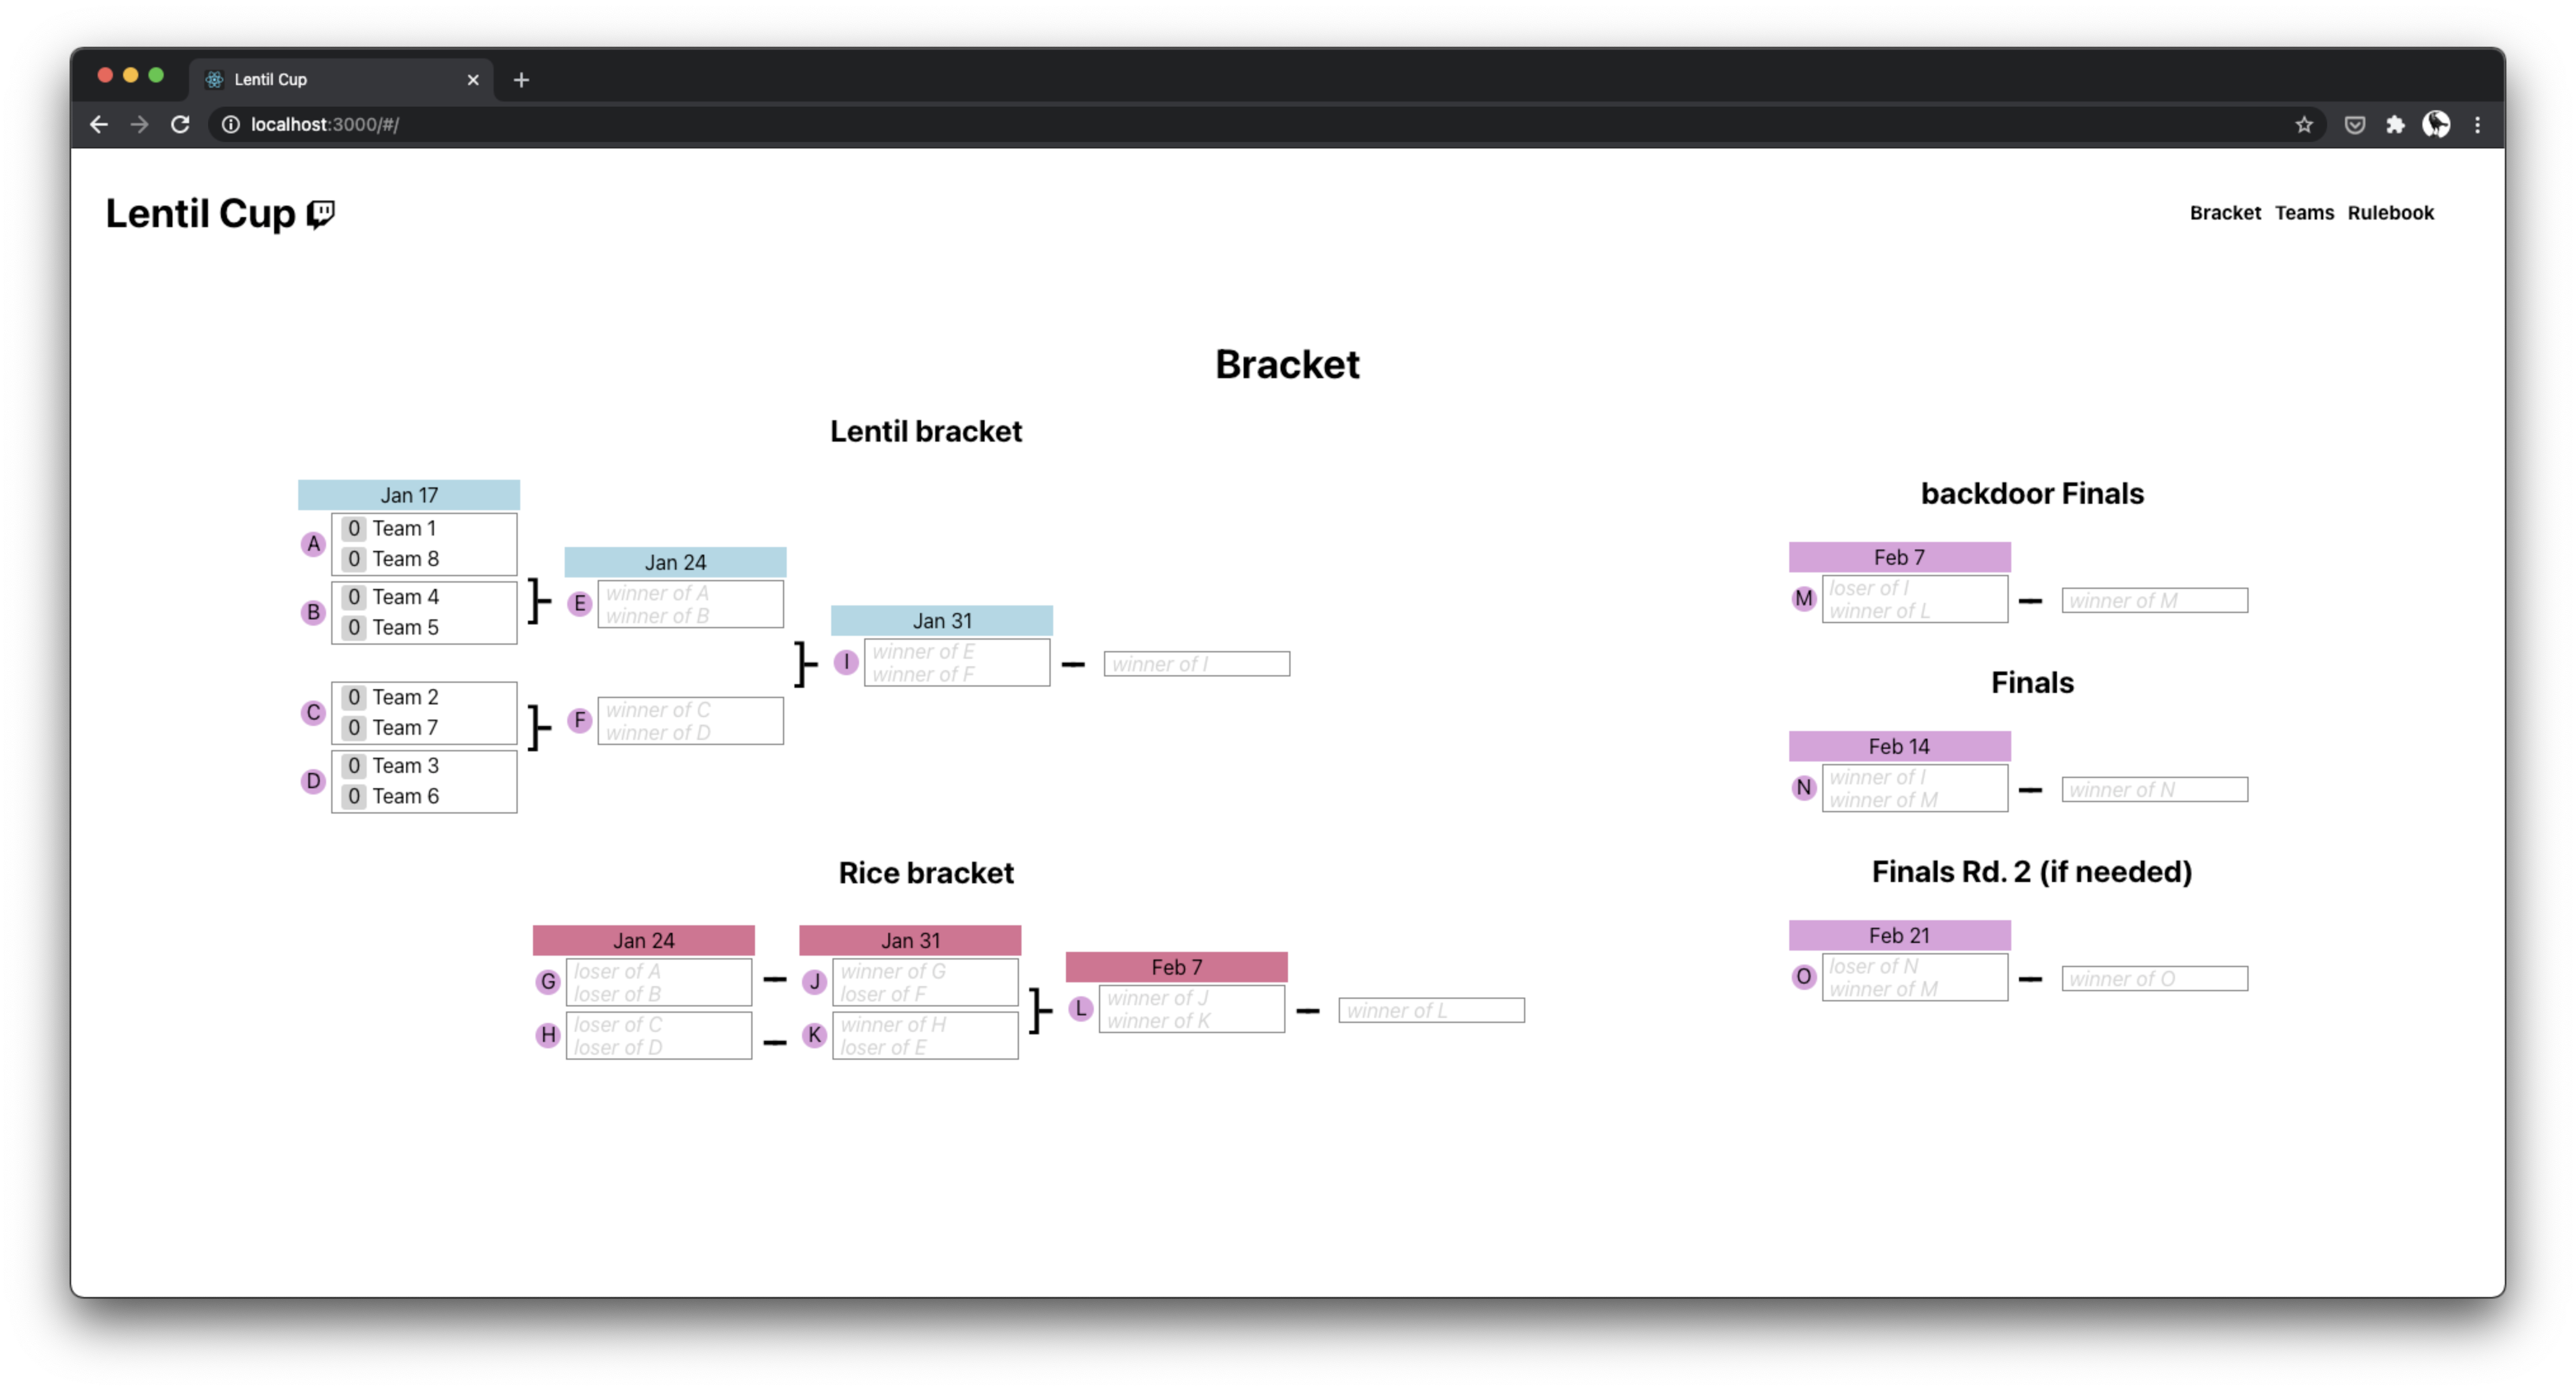 Lentil Cup
localhost:3000/#/
Lentil Cup
Bracket Teams Rulebook
Bracket
Lentil bracket
Jan 17
A
0 Team 1
0 Team 8
B
0 Team 4
0 Team 5
C
0 Team 2
0 Team 7
D
0 Team 3
0 Team 6
Jan 24
E
winner of A
winner of B
F
winner of C
winner of D
Jan 31
I
winner of E
winner of F
winner of I
Rice bracket
Jan 24
G
loser of A
loser of B
H
loser of C
loser of D
Jan 31
J
winner of G
loser of F
K
winner of H
loser of E
Feb 7
L
winner of J
winner of K
winner of L
backdoor Finals
Feb 7
M
loser of I
winner of L
winner of M
Finals
Feb 14
N
winner of I
winner of M
winner of N
Finals Rd. 2 (if needed)
Feb 21
O
loser of N
winner of M
winner of O